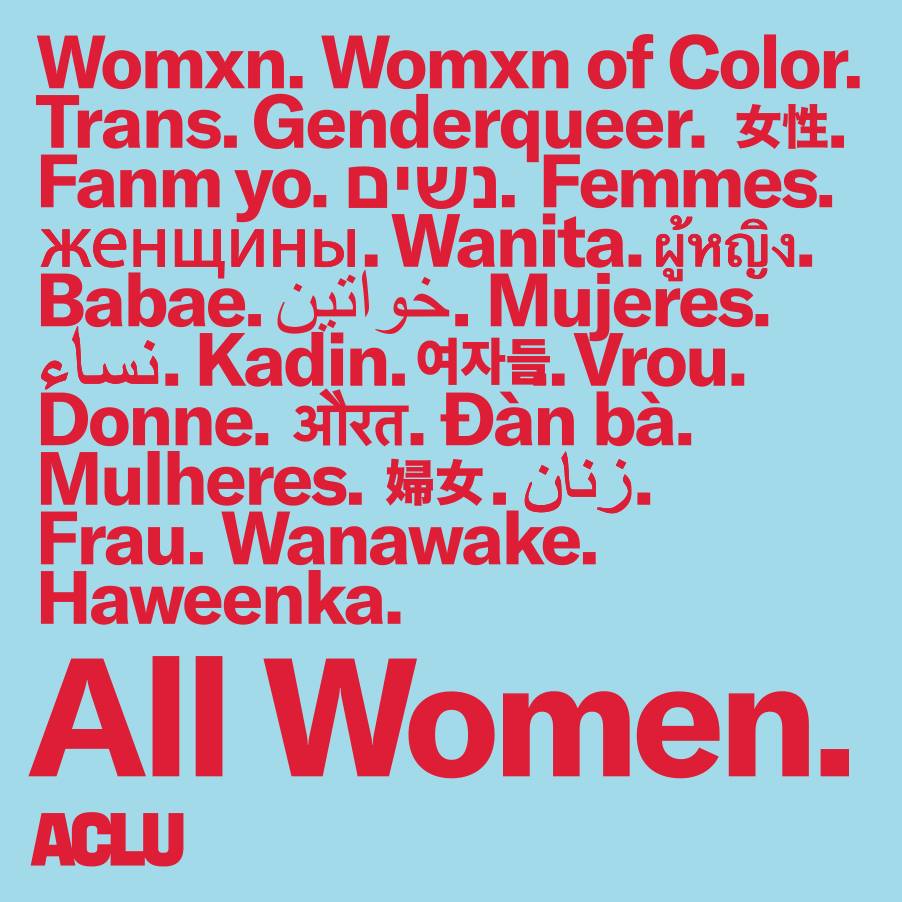 Womxn. Womxn of Color.
Trans. Genderqueer. 女性.
Fanm yo. נשים. Femmes.
женщины. Wanita. ผู้หญิง.
Babae. خواتین. Mujeres.
نساء. Kadin. 여자들. Vrou.
Donne. औरत. Đàn bà.
Mulheres. 婦女. زنان.
Frau. Wanawake.
Haweenka.
All Women.
ACLU